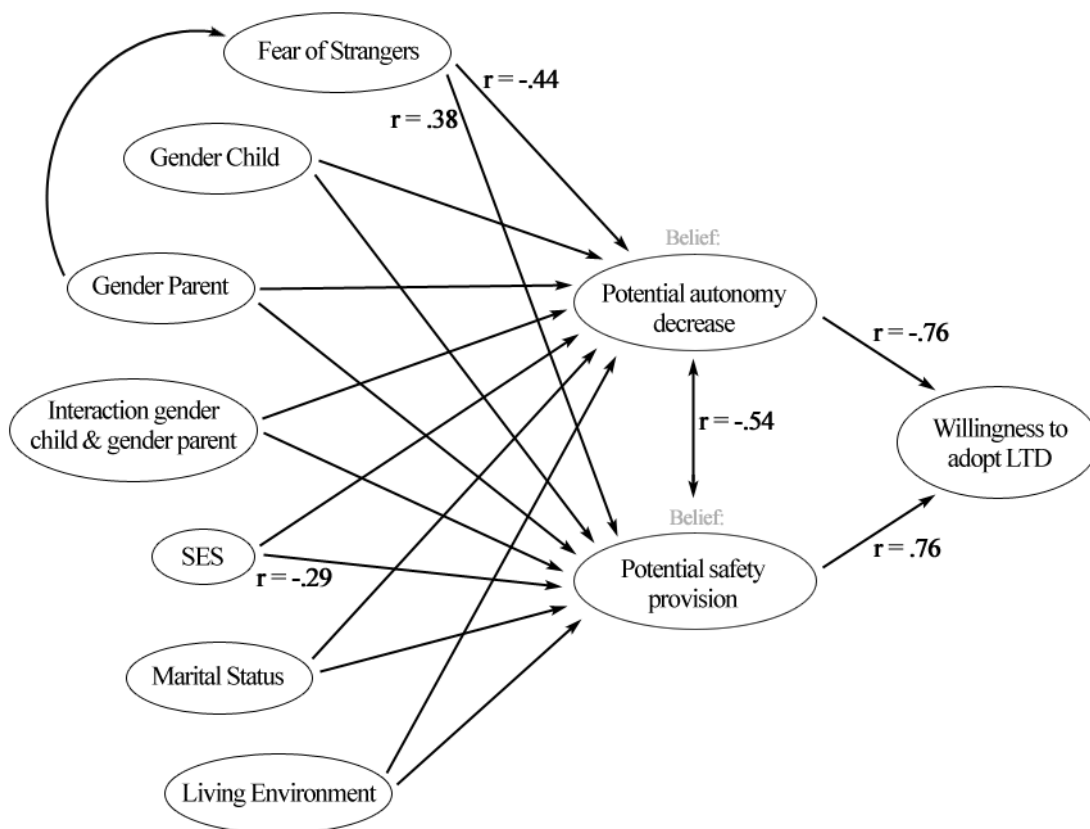 Fear of Strangers
r = -.44
r = .38
Gender Child
Belief:
Gender Parent
Potential autonomy
decrease
r = -.76
Interaction gender
child & gender parent
r = -.54
Willingness to
adopt LTD
Belief:
SES
r = -.29
Potential safety
provision
r = .76
Marital Status
Living Environment